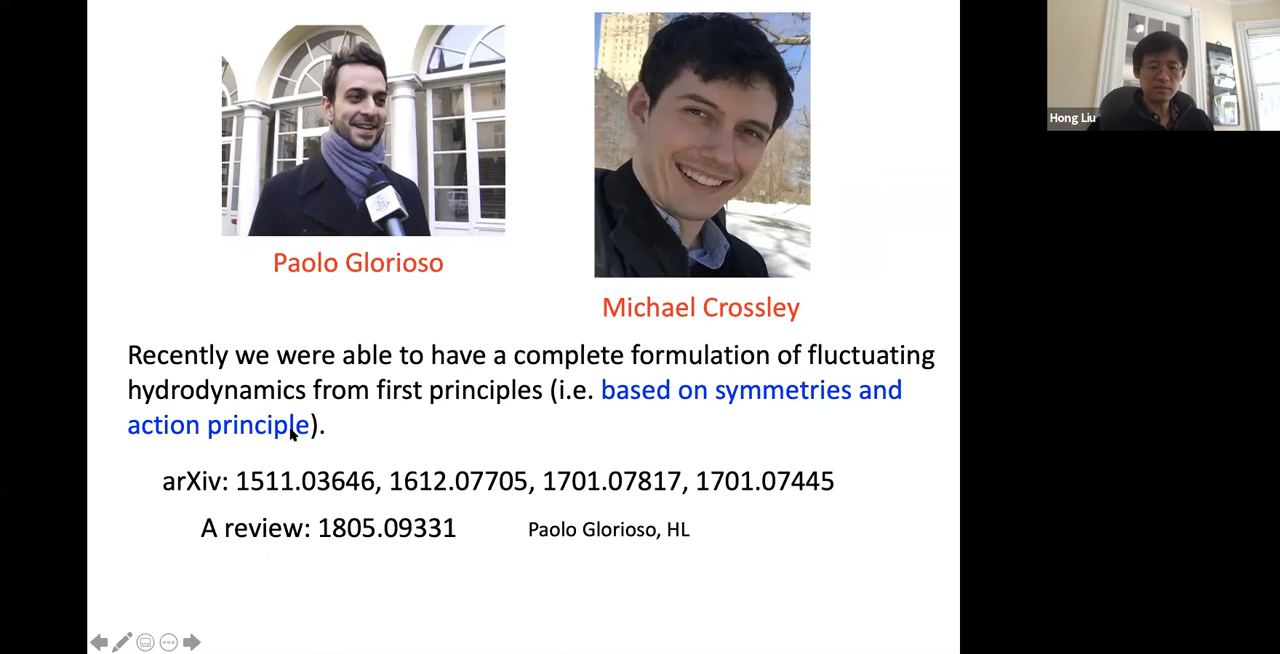 Hong Liu
Paolo Glorioso
Michael Crossley
Recently we were able to have a complete formulation of fluctuating
hydrodynamics from first principles (i.e. based on symmetries and
action principle).
arXiv: 1511.03646, 1612.07705, 1701.07817, 1701.07445
A review: 1805.09331 Paolo Glorioso, HL